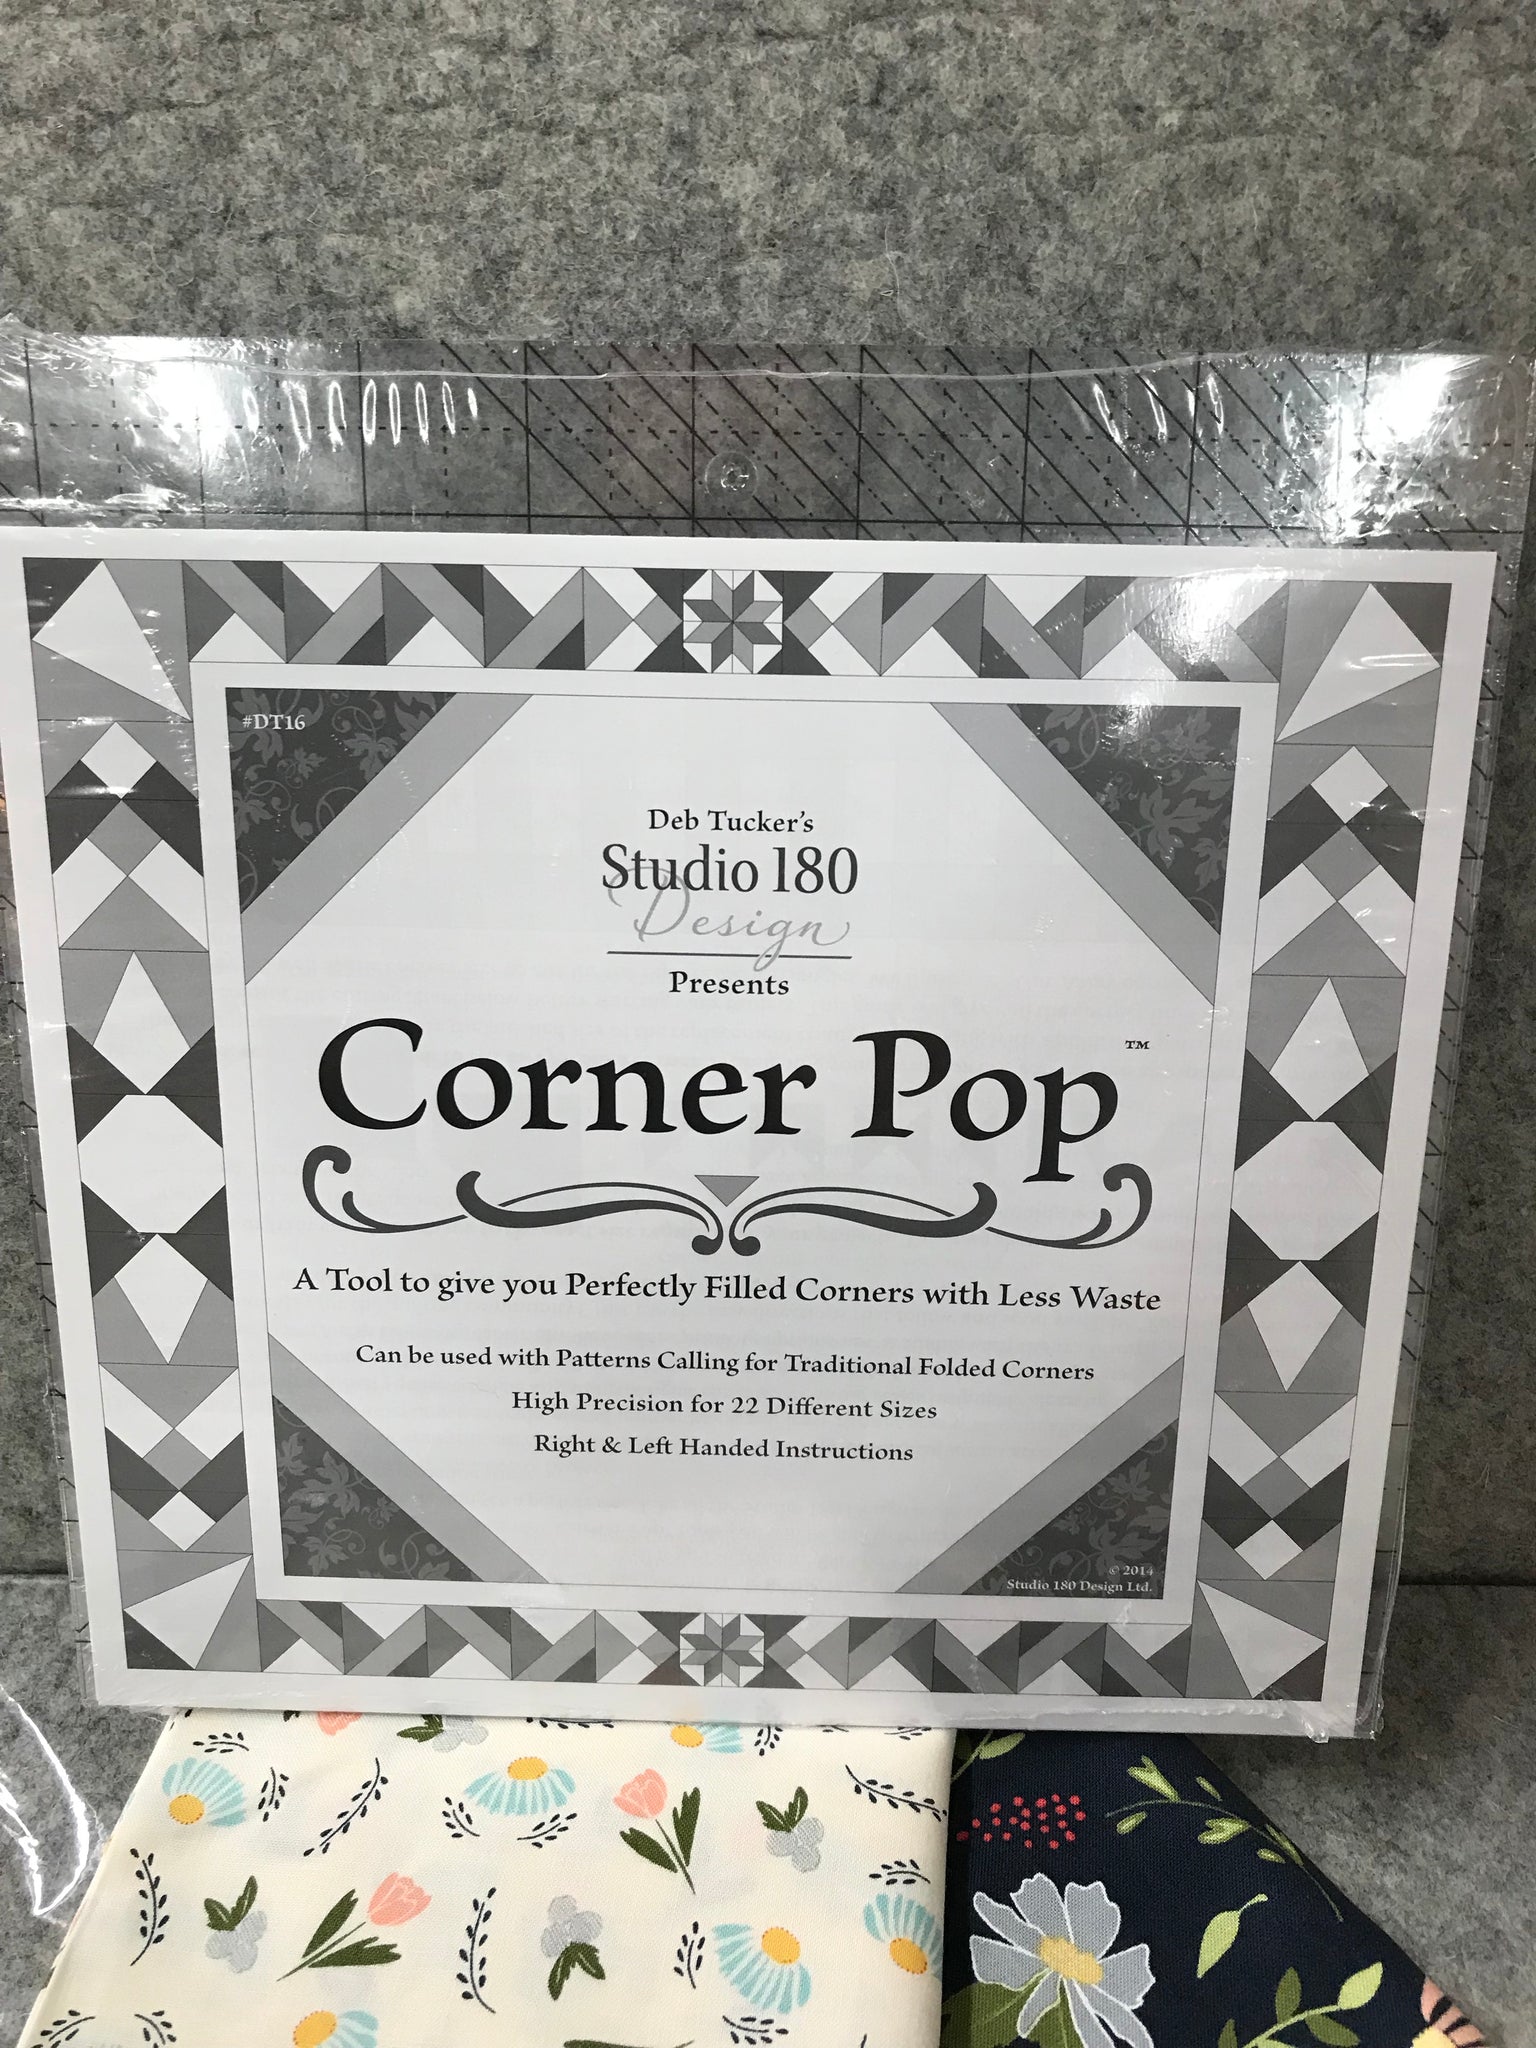 #DT16
Deb Tucker's
Studio 180
Design
Presents
Corner Pop™
A Tool to give you Perfectly Filled Corners with Less Waste
Can be used with Patterns Calling for Traditional Folded Corners
High Precision for 22 Different Sizes
Right & Left Handed Instructions
© 2014
Studio 180 Design Ltd.